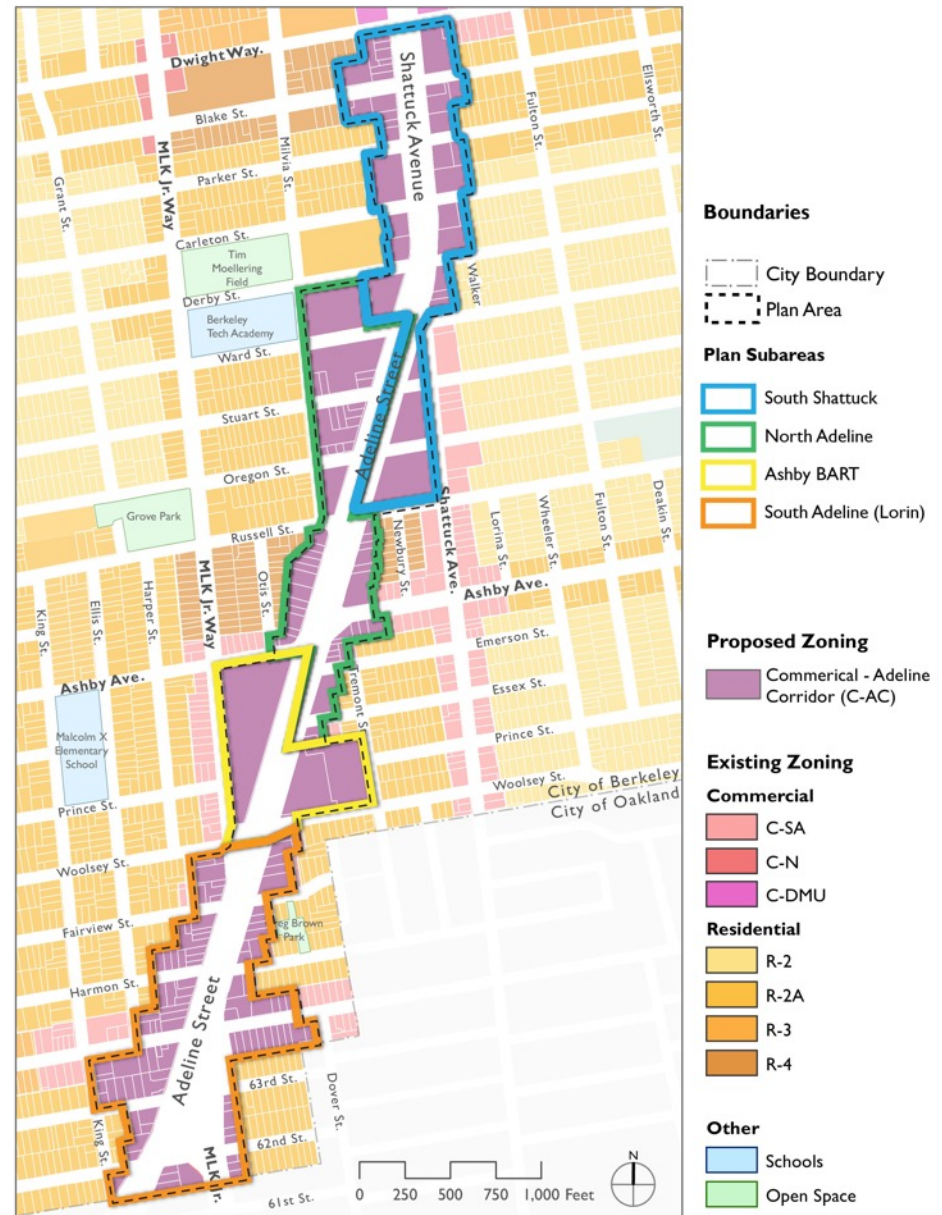 Dwight Way.
Shattuck Avenue
Ellsworth St.
Fulton St.
Blake St.
MLK Jr. Way
Milvia St.
Parker St.
Grant St.
Carleton St.
Tim
Moellering
Field
Walker
Derby St.
Berkeley
Tech Academy
Ward St.
Adeline Street
Stuart St.
Oregon St.
Grove Park
Russell St.
Shattuck Ave.
Newbury St.
Lorina St.
Wheeler St.
Fulton St.
Deakin St.
MLK Jr. Way
Otis St.
Harper St.
Ellis St.
King St.
Ashby Ave.
Emerson St.
Ashby Ave.
Tremont S
Essex St.
Malcolm X
Elementary
School
Prince St.
Woolsey St.
City of Berkeley
City of Oakland
Prince St.
Woolsey St.
Fairview St.
eg Brown
Park
Harmon St.
Adeline Street
63rd St.
Dover St.
King St.
62nd St.
MLK Jr.
61st St.
0 250 500 750 1,000 Feet
N
Boundaries
City Boundary
Plan Area
Plan Subareas
South Shattuck
North Adeline
Ashby BART
South Adeline (Lorin)
Proposed Zoning
Commerical - Adeline
Corridor (C-AC)
Existing Zoning
Commercial
C-SA
C-N
C-DMU
Residential
R-2
R-2A
R-3
R-4
Other
Schools
Open Space